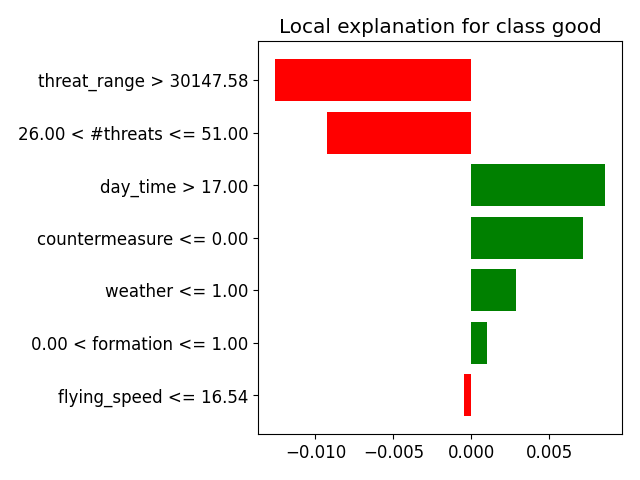 Local explanation for class good
threat_range > 30147.58
26.00 < #threats <= 51.00
day_time > 17.00
countermeasure <= 0.00
weather <= 1.00
0.00 < formation <= 1.00
flying_speed <= 16.54
−0.010 −0.005 0.000 0.005